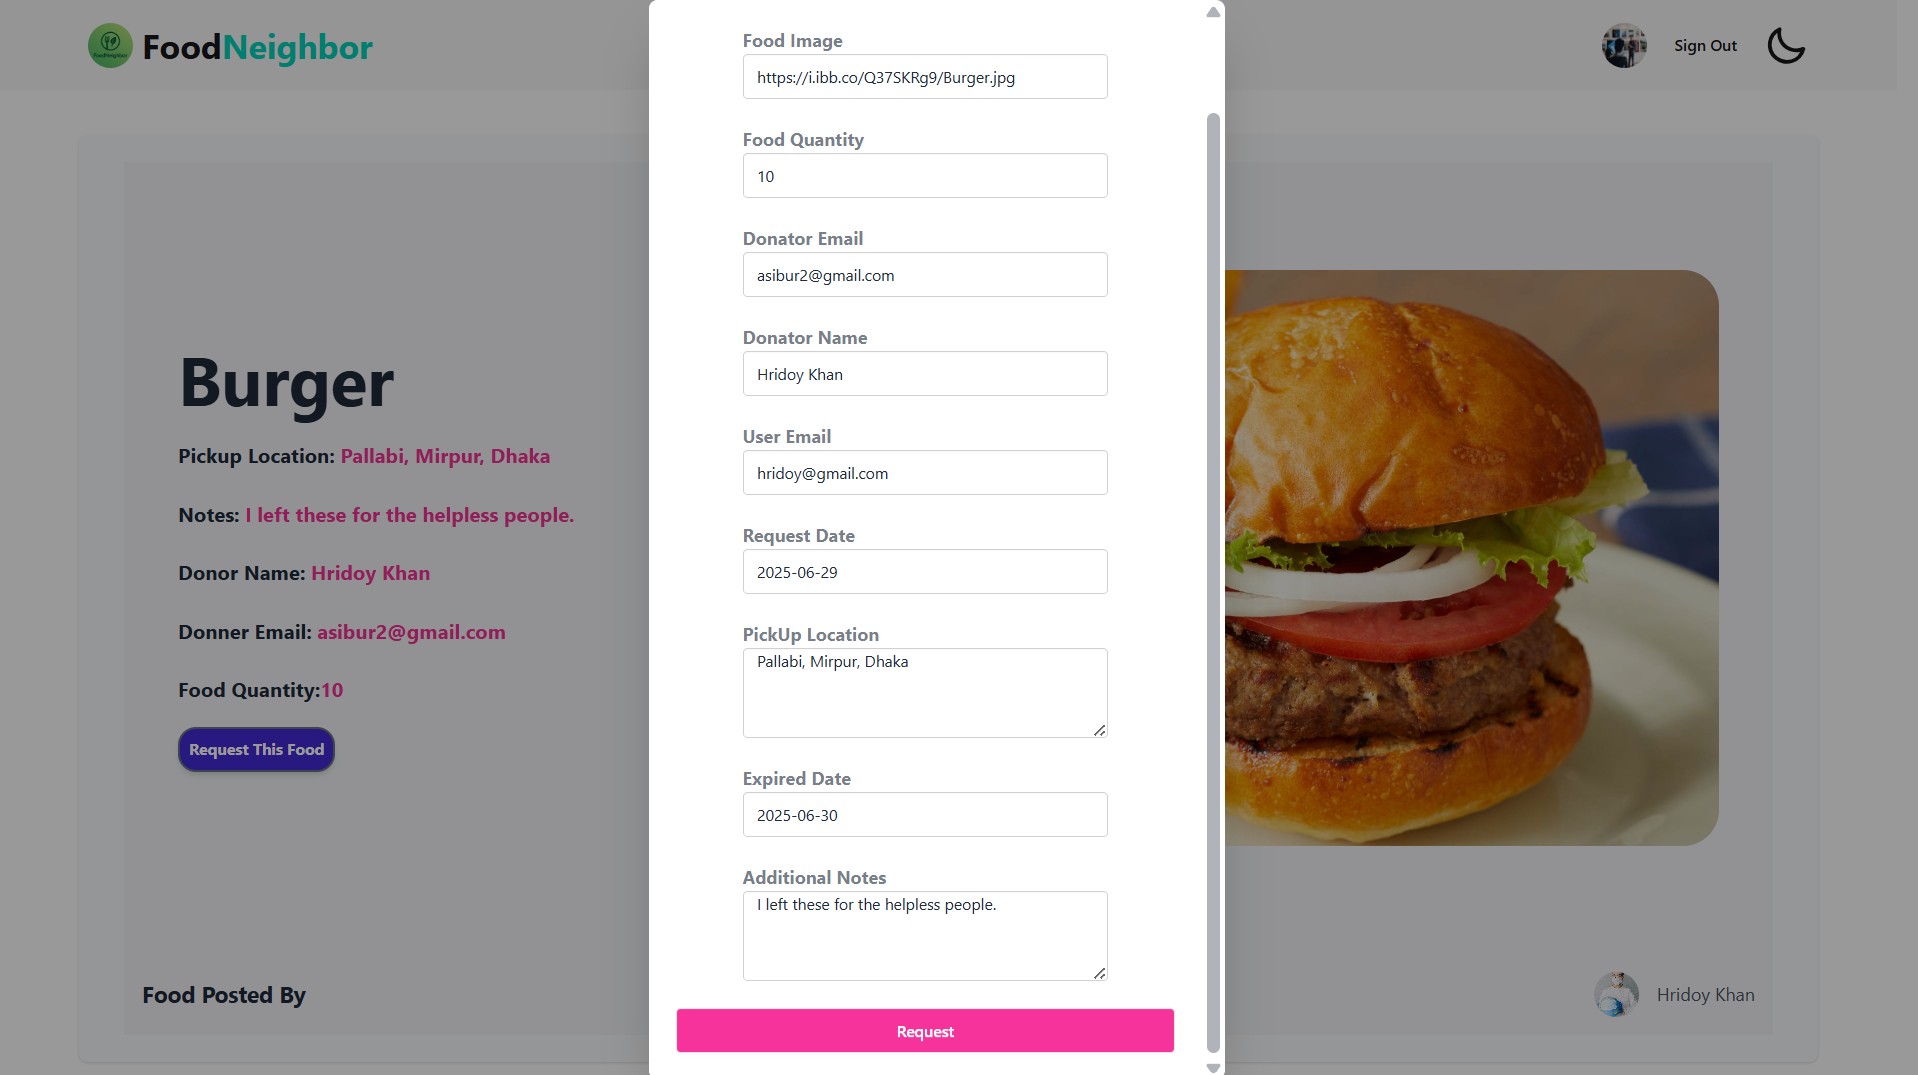 FoodNeighbor
Sign Out
Burger
Pickup Location: Pallabi, Mirpur, Dhaka
Notes: I left these for the helpless people.
Donor Name: Hridoy Khan
Donner Email: asibur2@gmail.com
Food Quantity:10
Request This Food
Food Posted By
Hridoy Khan
Food Image
https://i.ibb.co/Q37SKRg9/Burger.jpg
Food Quantity
10
Donator Email
asibur2@gmail.com
Donator Name
Hridoy Khan
User Email
hridoy@gmail.com
Request Date
2025-06-29
PickUp Location
Pallabi, Mirpur, Dhaka
Expired Date
2025-06-30
Additional Notes
I left these for the helpless people.
Request